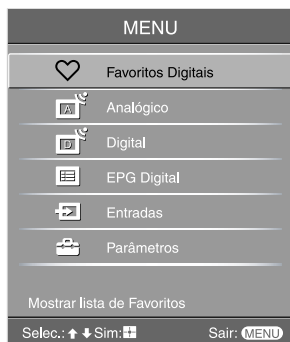 MENU
Favoritos Digitais
A Analógico
D Digital
EPG Digital
Entradas
Parâmetros
Mostrar lista de Favoritos
Selec.: Sim: Sair: MENU